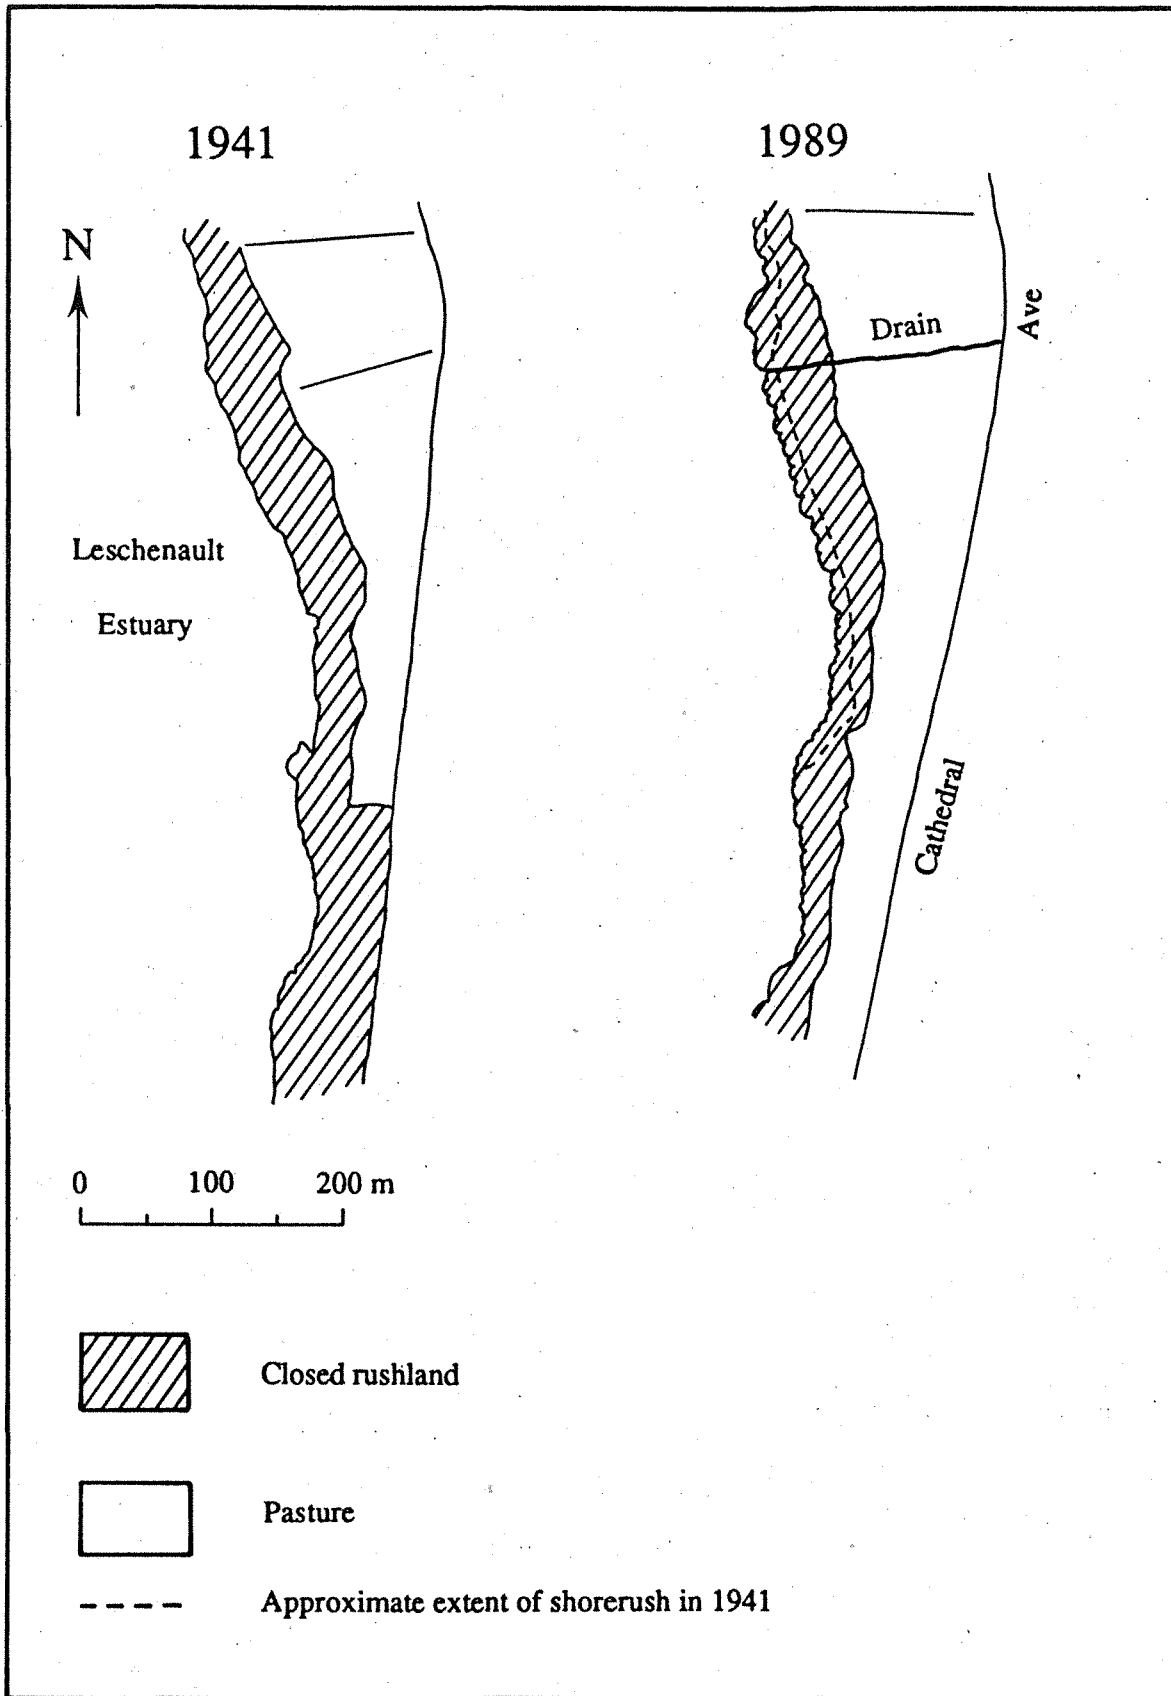 1941
1989
N
Drain
Ave
Leschenault
Estuary
Cathedral
0 100 200 m
Closed rushland
Pasture
Approximate extent of shorerush in 1941